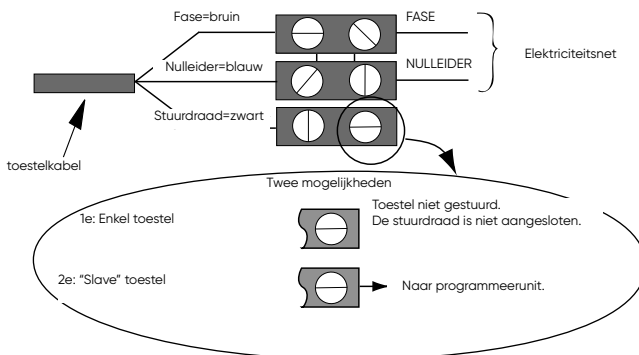 Fase=bruin
FASE
Nulleider=blauw
NULLEIDER
Elektriciteitsnet
Stuurdraad=zwart
toestelkabel
Twee mogelijkheden
1e: Enkel toestel
Toestel niet gestuurd.
De stuurdraad is niet aangesloten.
2e: “Slave” toestel
Naar programmeerunit.